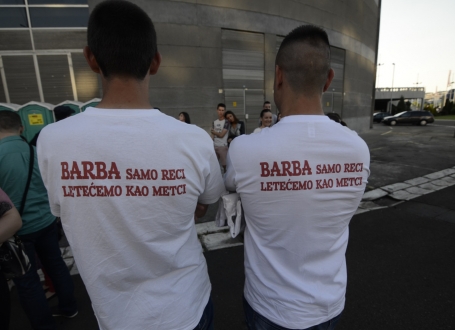 BARBA SAMO RECI
LETEĆEMO KAO METCI
BARBA SAMO RECI
LETEĆEMO KAO METCI